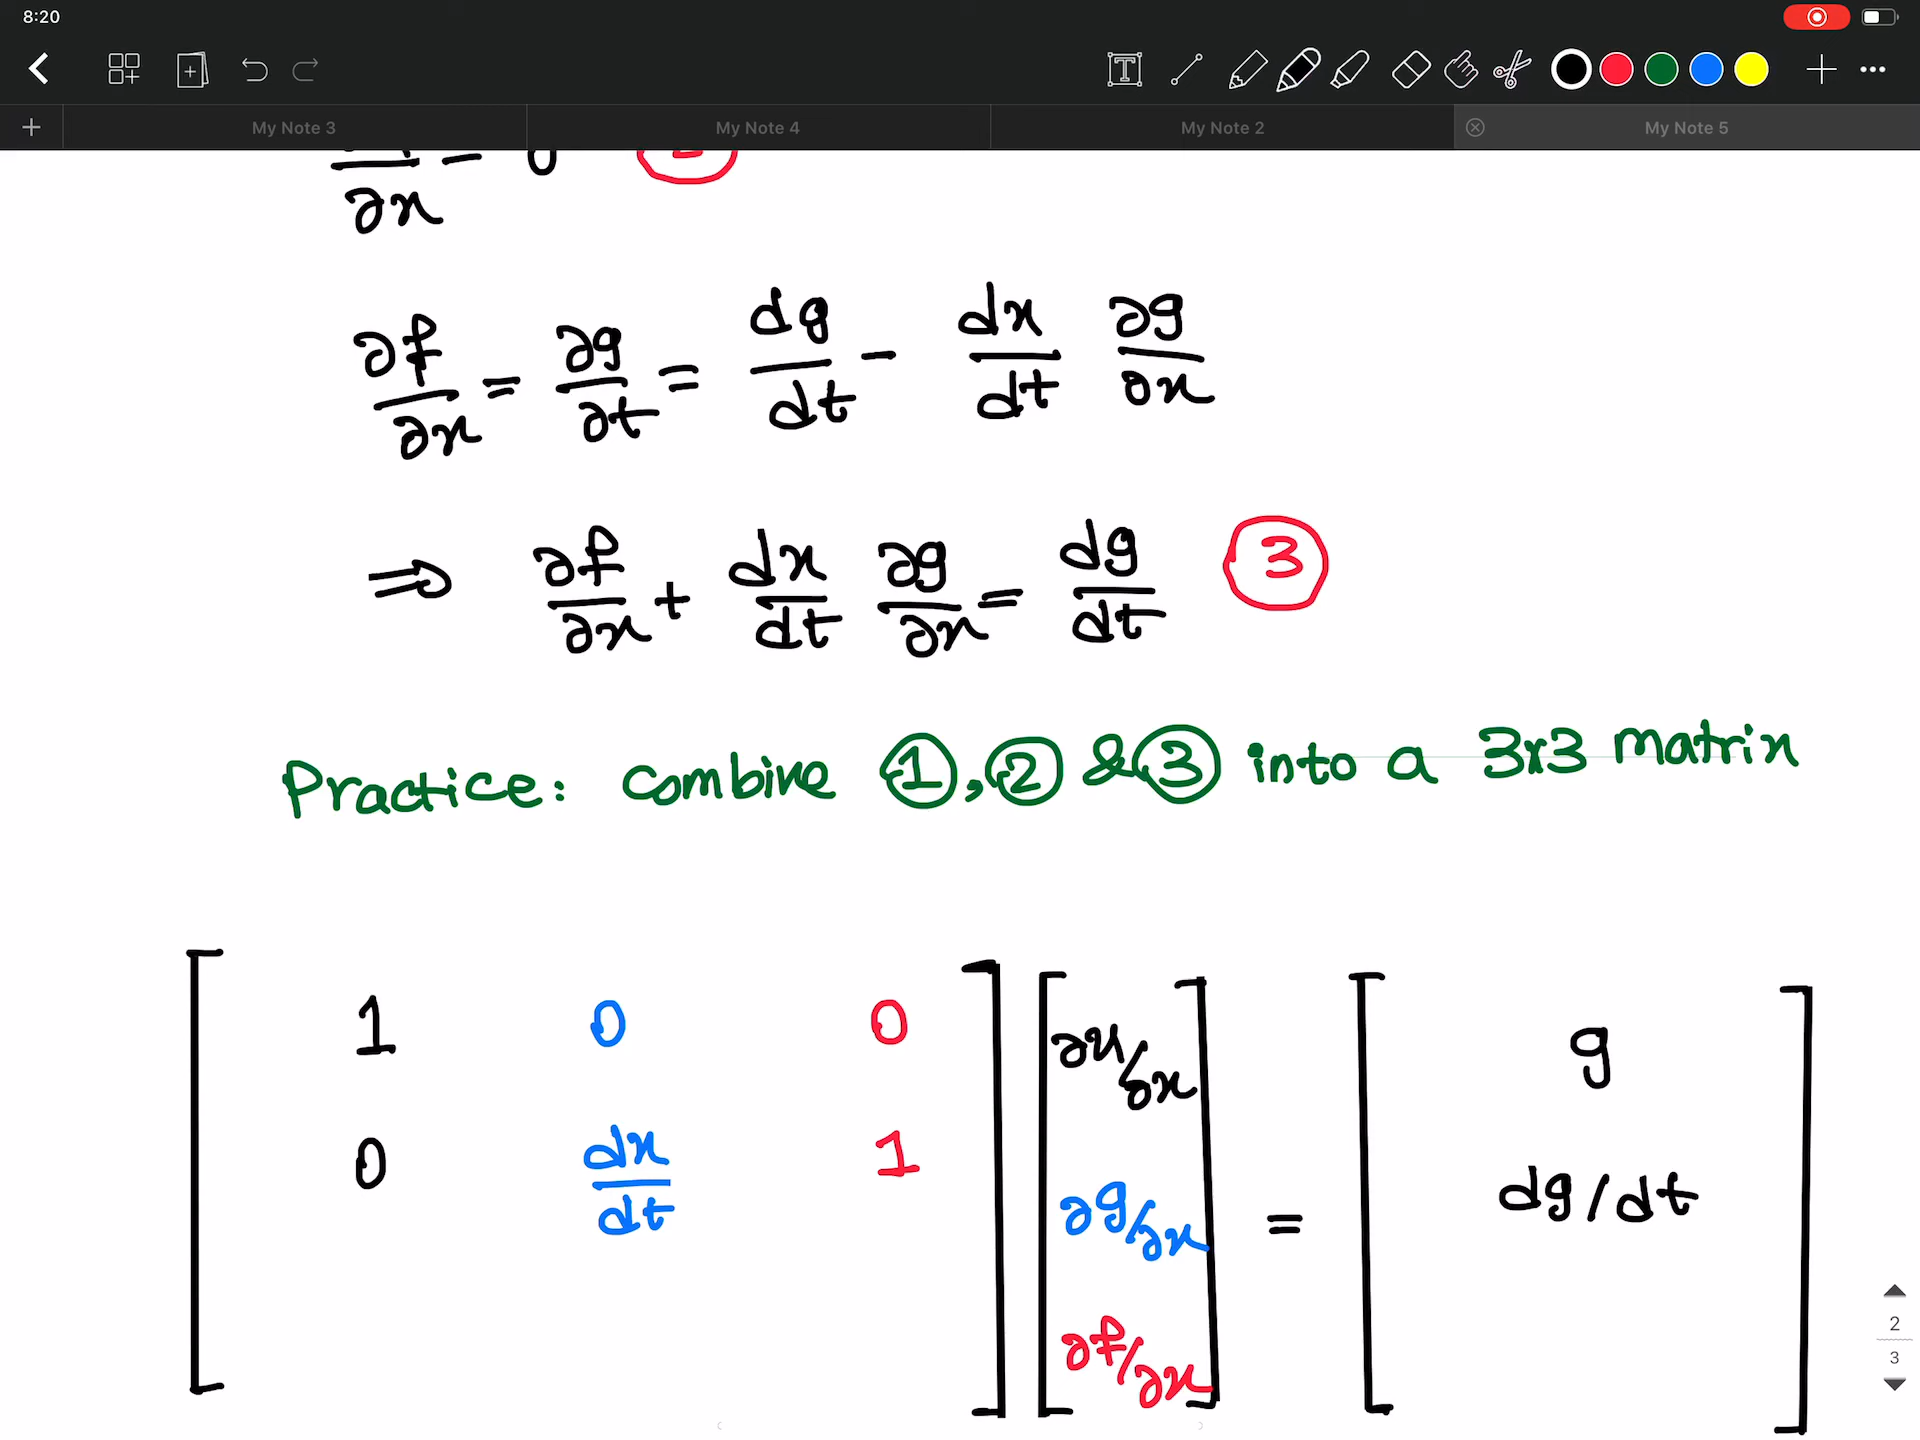 8:20
My Note 3 My Note 4 My Note 2 My Note 5
∂x
∂f/∂x = ∂g/∂t = dg/dt − dx/dt ∂g/∂x
⇒ ∂f/∂x + dx/dt ∂g/∂x = dg/dt ③
Practice: combine ①, ② & ③ into a 3x3 matrix
[ 1 0 0 ] [ ∂u/∂x ] [ g ]
[ 0 dx/dt 1 ] [ ∂g/∂x ] = [ dg/dt ]
[ ∂f/∂x ]
2
3